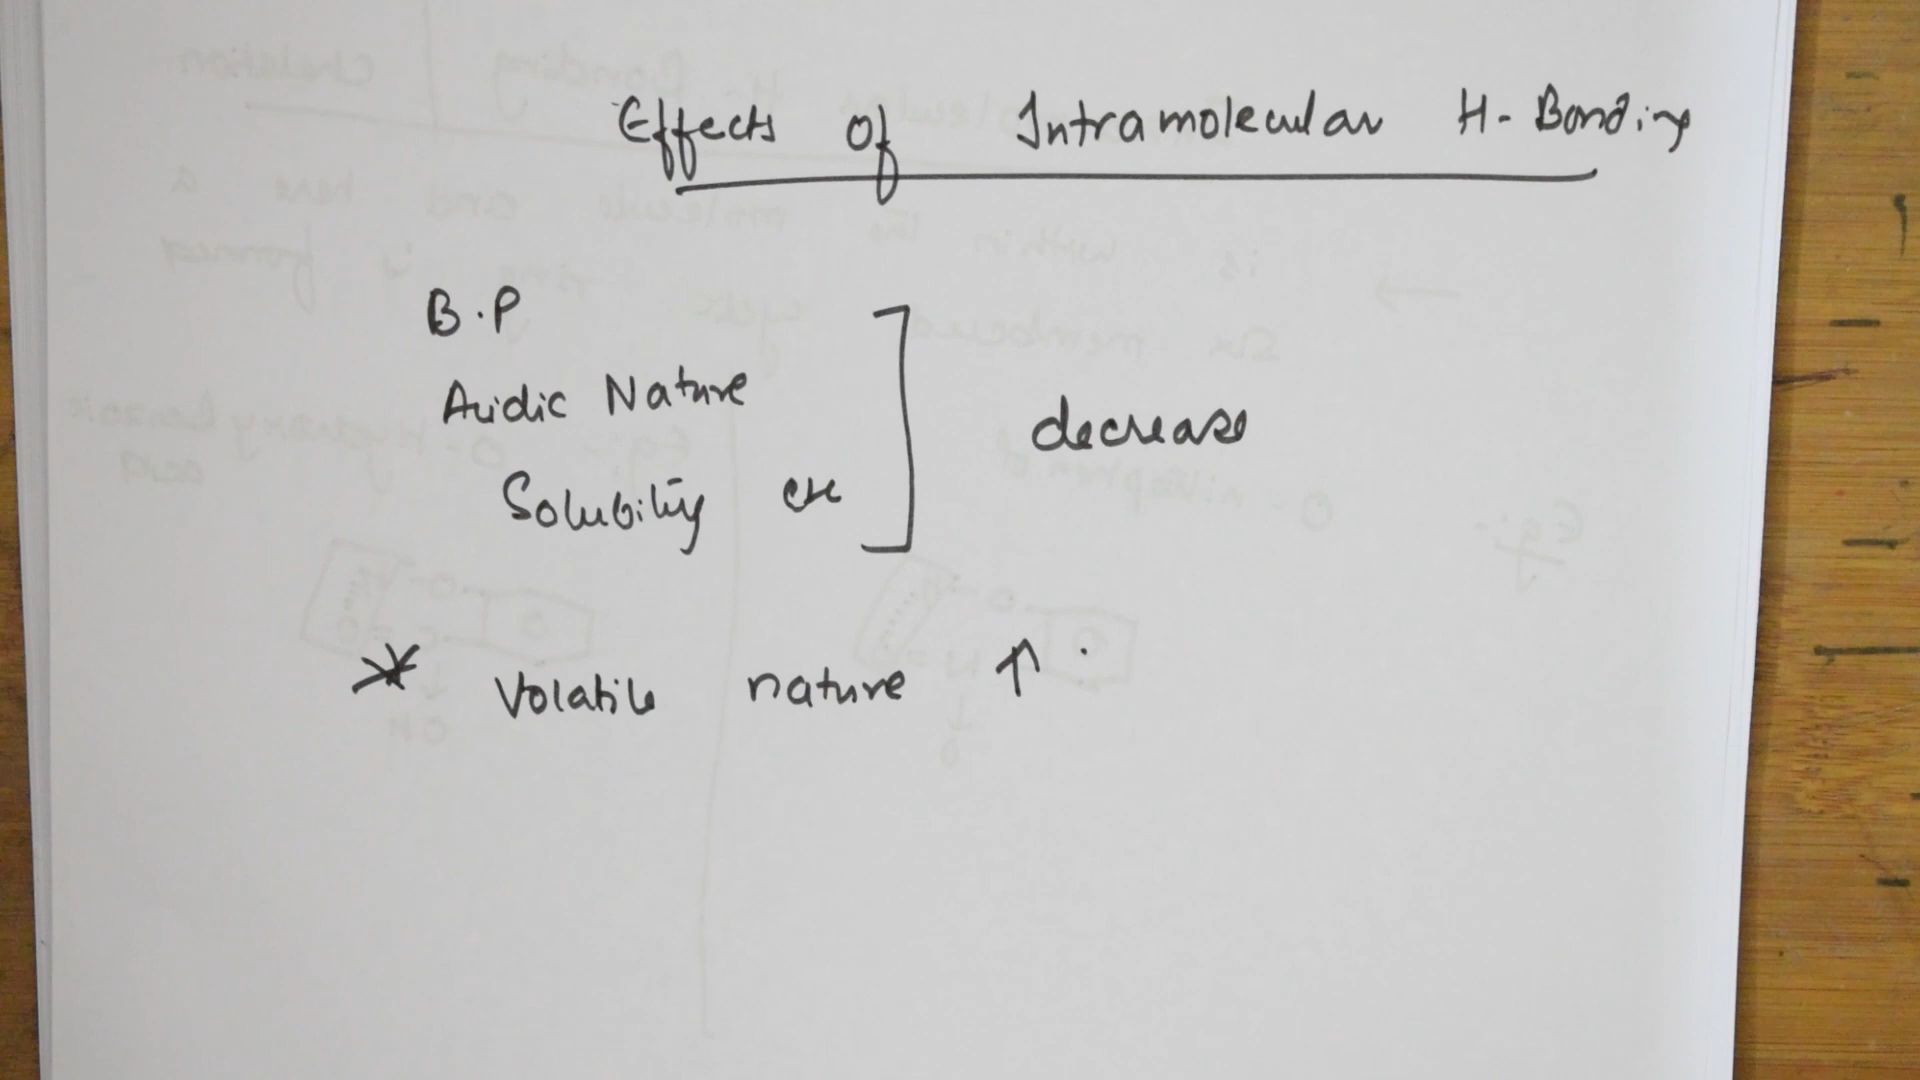 Effects Of Intramolecular H-Bonding
B.P
Acidic Nature
Solubility etc
decrease
* Volatile nature ↑.